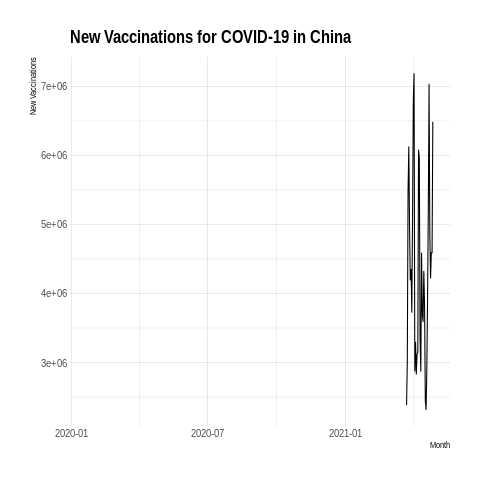 New Vaccinations for COVID-19 in China
New Vaccinations
7e+06
6e+06
5e+06
4e+06
3e+06
2020-01 2020-07 2021-01
Month